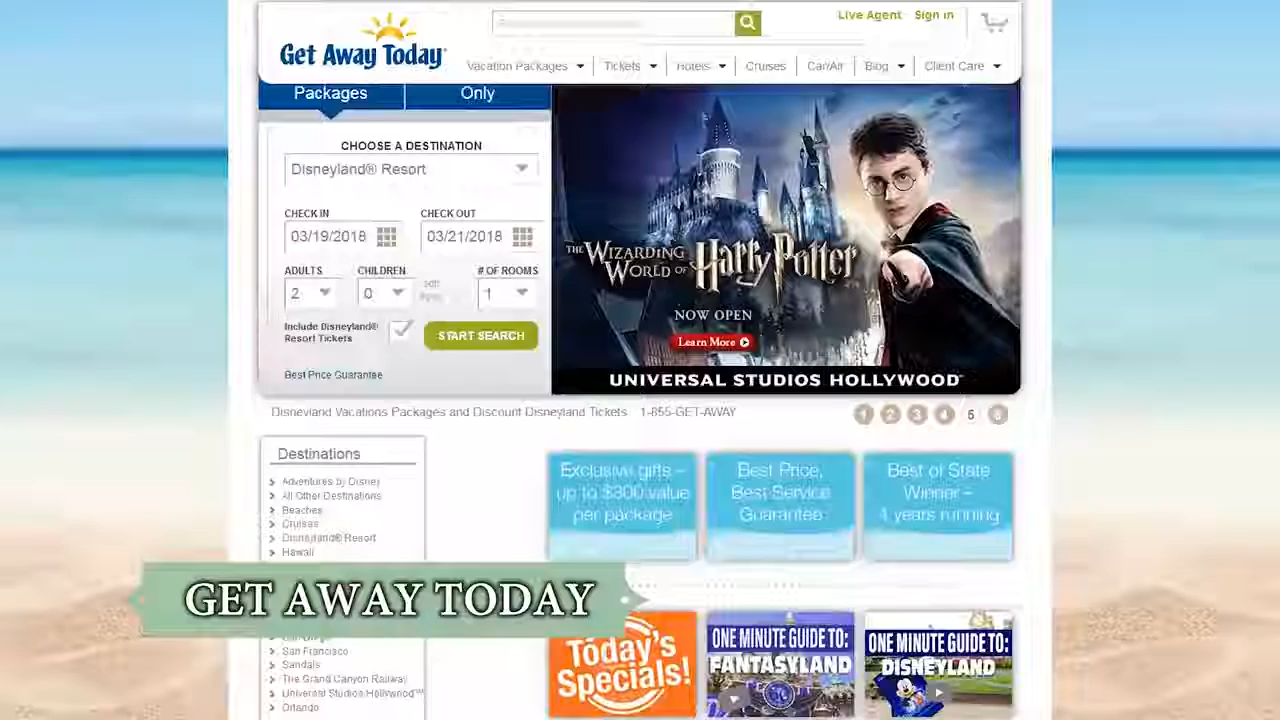 Live Agent Sign in
Get Away Today
Vacation Packages Tickets Hotels Cruises Car/Air Blog Client Care
Packages Only
CHOOSE A DESTINATION
Disneyland® Resort
CHECK IN CHECK OUT
03/19/2018 03/21/2018
ADULTS CHILDREN # OF ROOMS
2 0 1
Include Disneyland®
Resort Tickets
START SEARCH
Best Price Guarantee
THE WIZARDING
WORLD OF Harry Potter
NOW OPEN
Learn More
UNIVERSAL STUDIOS HOLLYWOOD™
Disneyland Vacations Packages and Discount Disneyland Tickets 1-855-GET-AWAY
1 2 3 4 5 6
Destinations
Adventures by Disney
All Other Destinations
Beaches
Cruises
Disneyland® Resort
Hawaii
San Francisco
Sandals
The Grand Canyon Railway
Universal Studios Hollywood™
Orlando
Exclusive gifts –
up to $300 value
per package
Best Price,
Best Service
Guarantee
Best of State
Winner –
4 years running
GET AWAY TODAY
Today's
Specials!
ONE MINUTE GUIDE TO:
FANTASYLAND
ONE MINUTE GUIDE TO:
DISNEYLAND